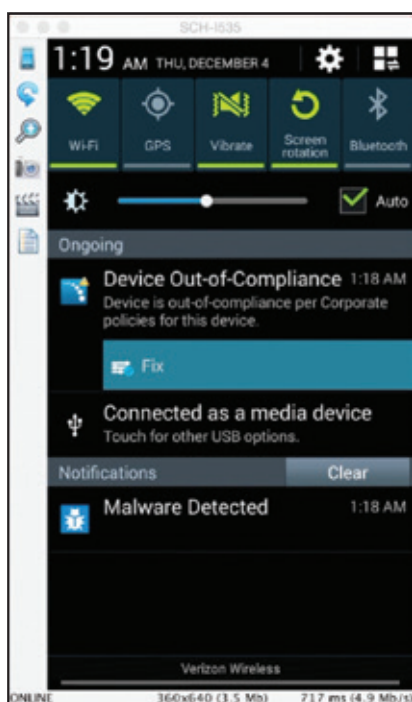 SCH-I535
1:19 AM THU, DECEMBER 4
Wi-Fi GPS Vibrate Screen rotation Bluetooth
Auto
Ongoing
Device Out-of-Compliance 1:18 AM
Device is out-of-compliance per Corporate
policies for this device.
Fix
Connected as a media device
Touch for other USB options.
Notifications Clear
Malware Detected 1:18 AM
Verizon Wireless
ONLINE 360x640 (3.5 Mb) 717 ms (4.9 Mb/s)